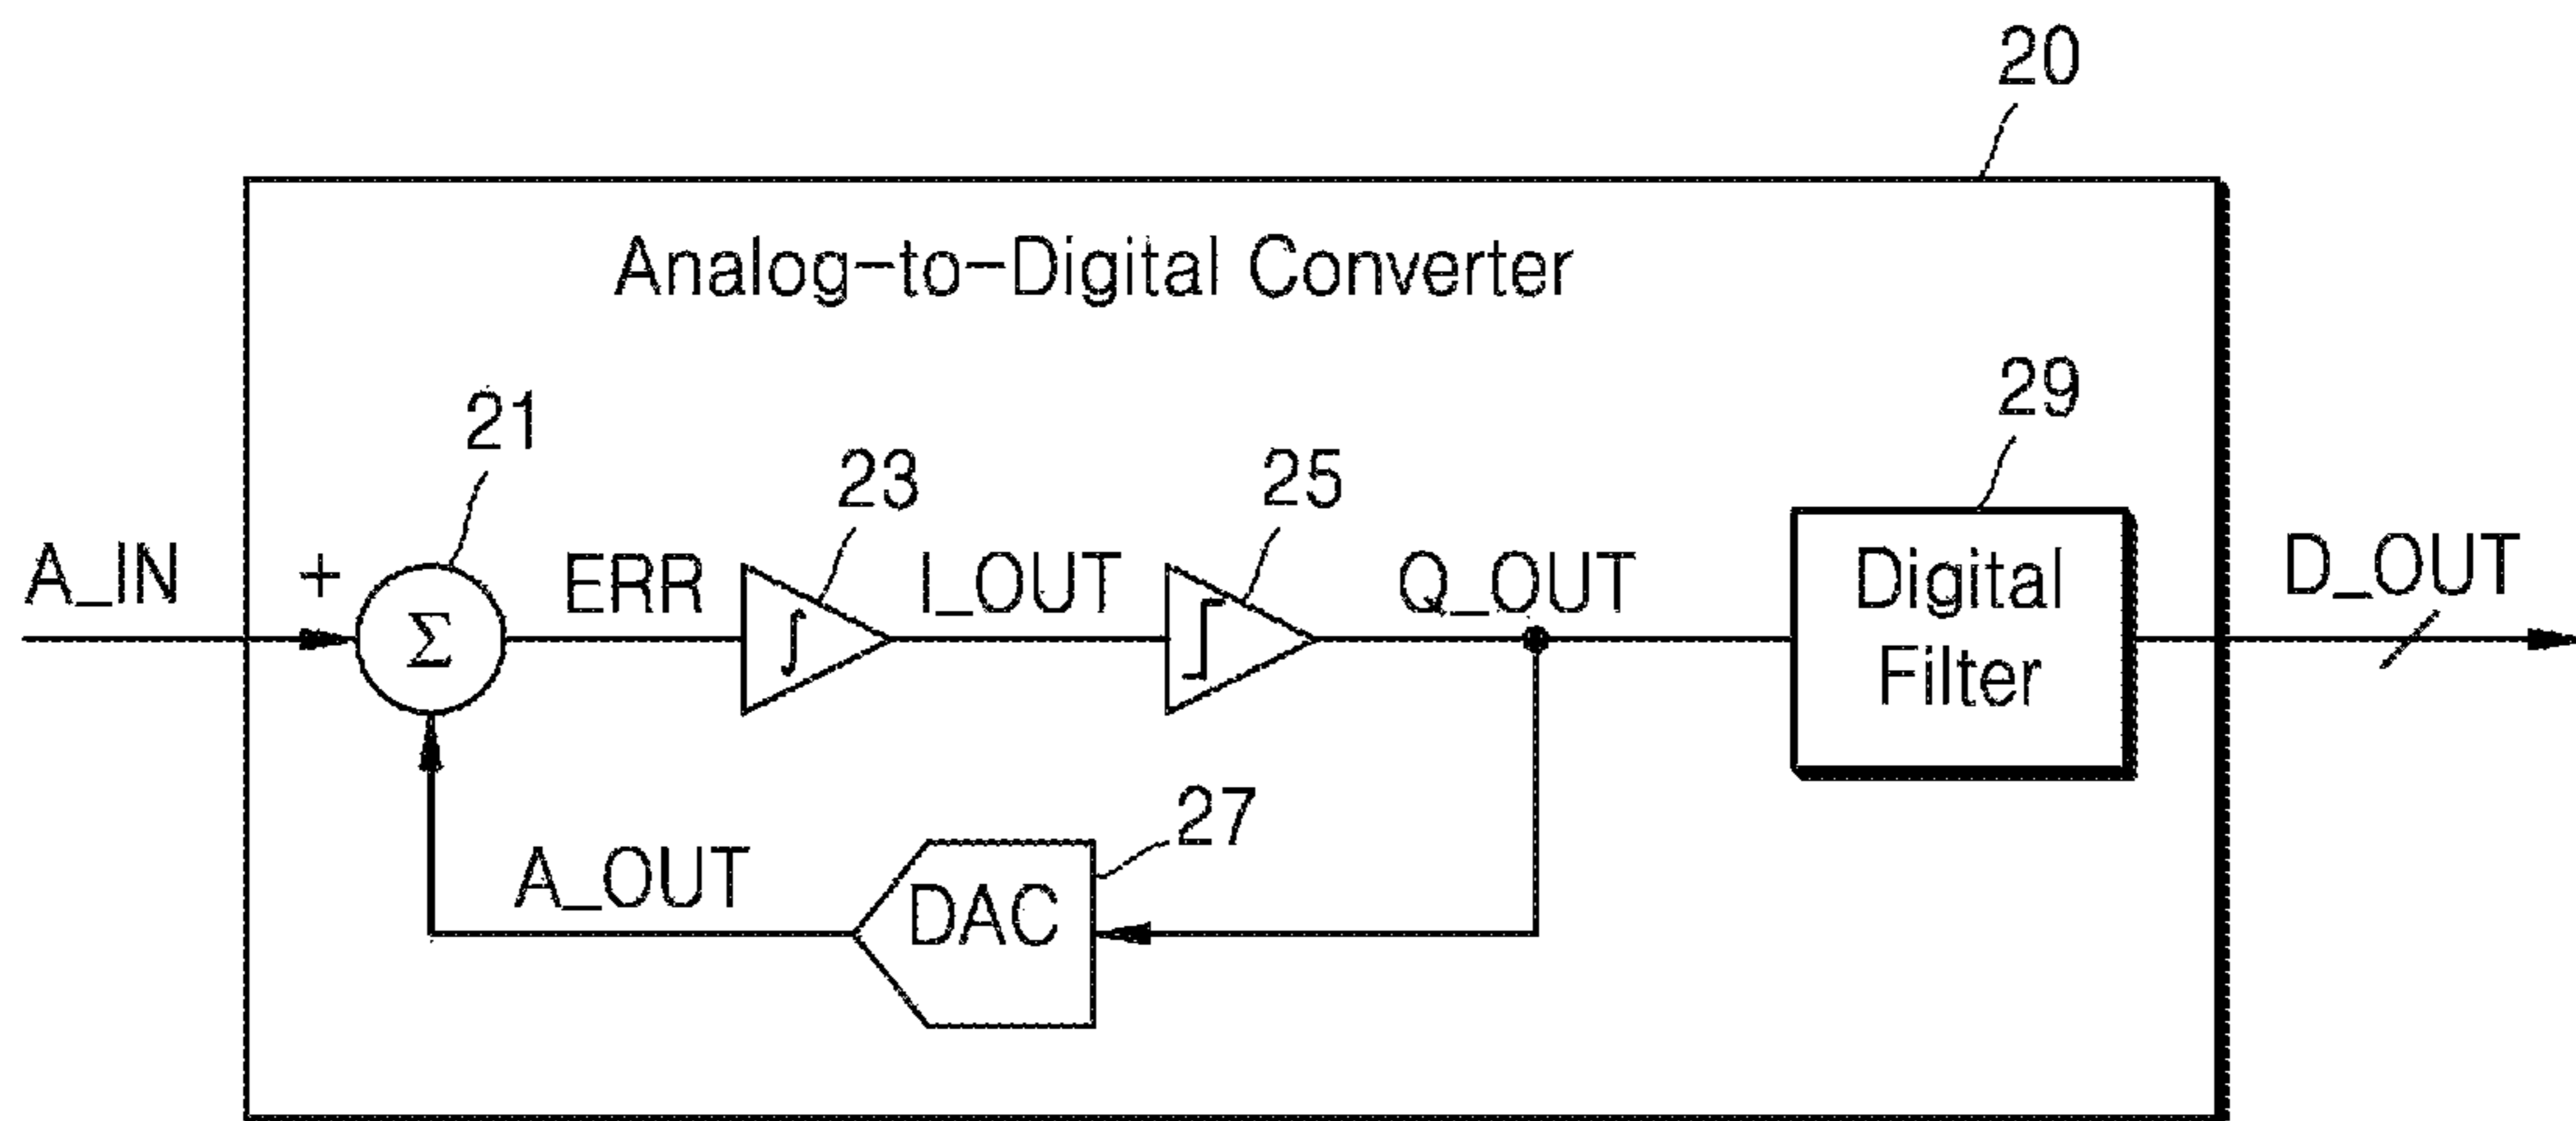 20
Analog-to-Digital Converter
21
23
25
29
A_IN
+
Σ
ERR
∫
I_OUT
Q_OUT
Digital
Filter
D_OUT
27
A_OUT
DAC